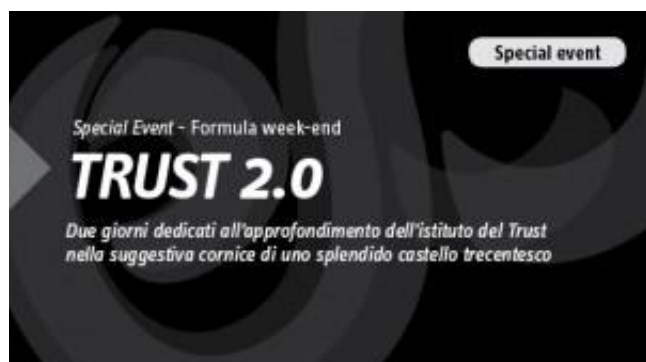 Special event
Special Event - Formula week-end
TRUST 2.0
Due giorni dedicati all'approfondimento dell'istituto del Trust
nella suggestiva cornice di uno splendido castello trecentesco